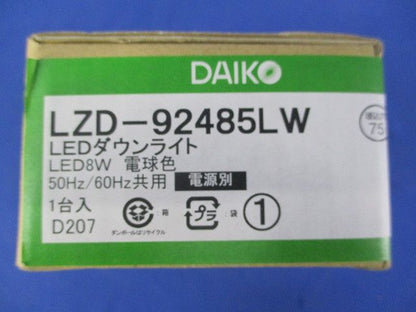 DAIKO
LZD-92485LW
LEDダウンライト
LED8W 電球色
50Hz/60Hz共用 電源別
1台入
D207
箱
ダンボールはリサイクル
プラ
袋
①
75